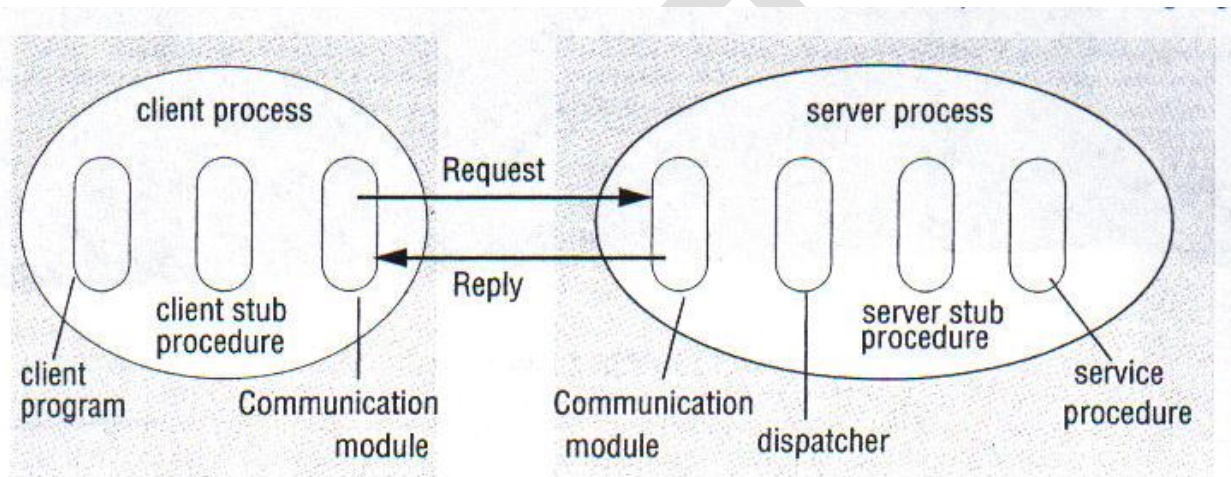 client process
server process
Request
Reply
client stub
procedure
server stub
procedure
client
program
Communication
module
Communication
module
dispatcher
service
procedure